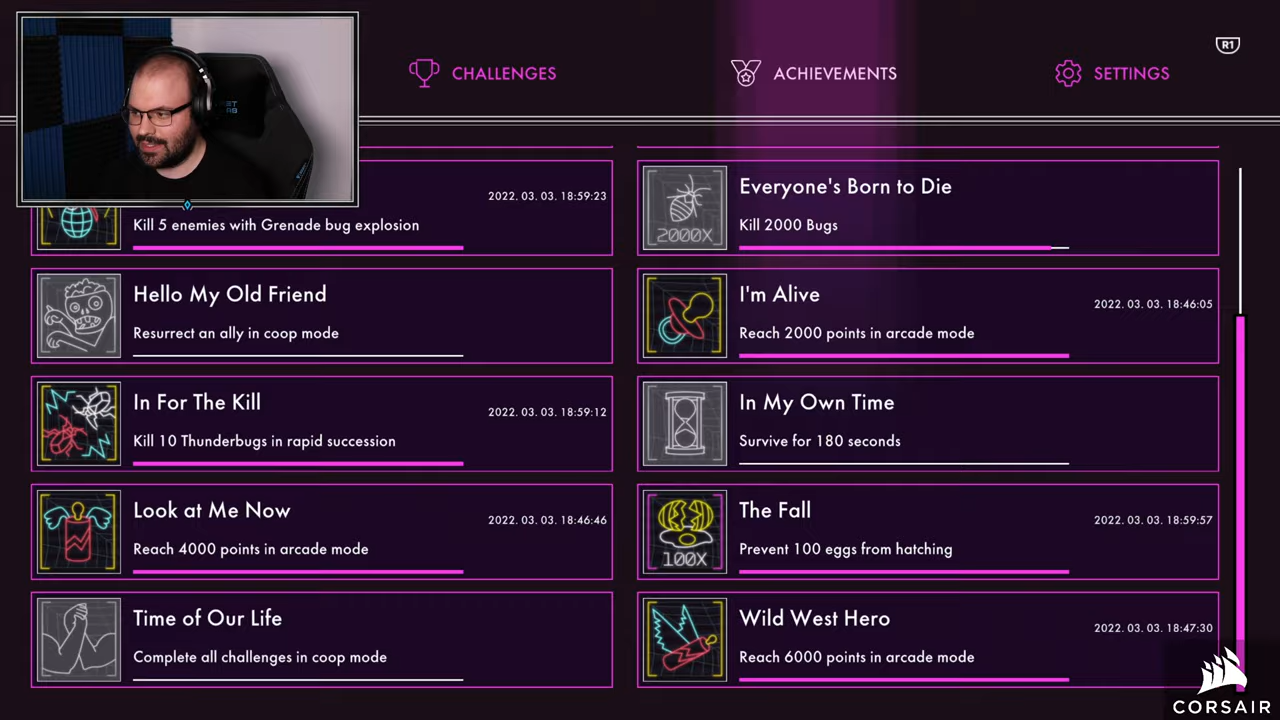 R1
CHALLENGES
ACHIEVEMENTS
SETTINGS
2022. 03. 03. 18:59:23
Kill 5 enemies with Grenade bug explosion
Everyone's Born to Die
Kill 2000 Bugs
2000X
Hello My Old Friend
Resurrect an ally in coop mode
I'm Alive
2022. 03. 03. 18:46:05
Reach 2000 points in arcade mode
In For The Kill
2022. 03. 03. 18:59:12
Kill 10 Thunderbugs in rapid succession
In My Own Time
Survive for 180 seconds
Look at Me Now
2022. 03. 03. 18:46:46
Reach 4000 points in arcade mode
The Fall
2022. 03. 03. 18:59:57
Prevent 100 eggs from hatching
100X
Time of Our Life
Complete all challenges in coop mode
Wild West Hero
2022. 03. 03. 18:47:30
Reach 6000 points in arcade mode
CORSAIR